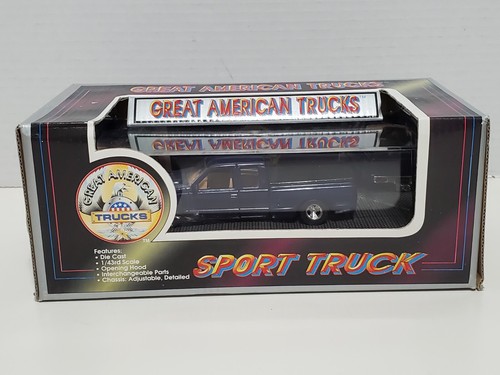 GREAT AMERICAN TRUCKS
GREAT AMERICAN TRUCKS
GREAT AMERICAN
TRUCKS
TM
Features:
• Die Cast
• 1/43rd Scale
• Opening Hood
• Interchangeable Parts
• Chassis: Adjustable, Detailed
SPORT TRUCK